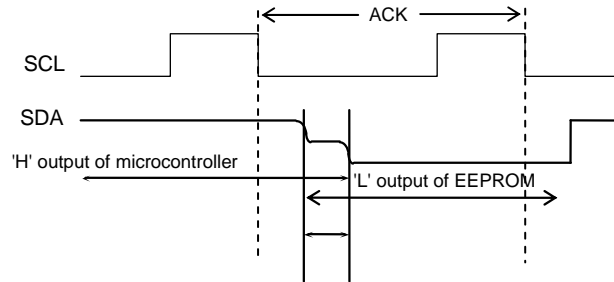 ACK
SCL
SDA
'H' output of microcontroller
'L' output of EEPROM